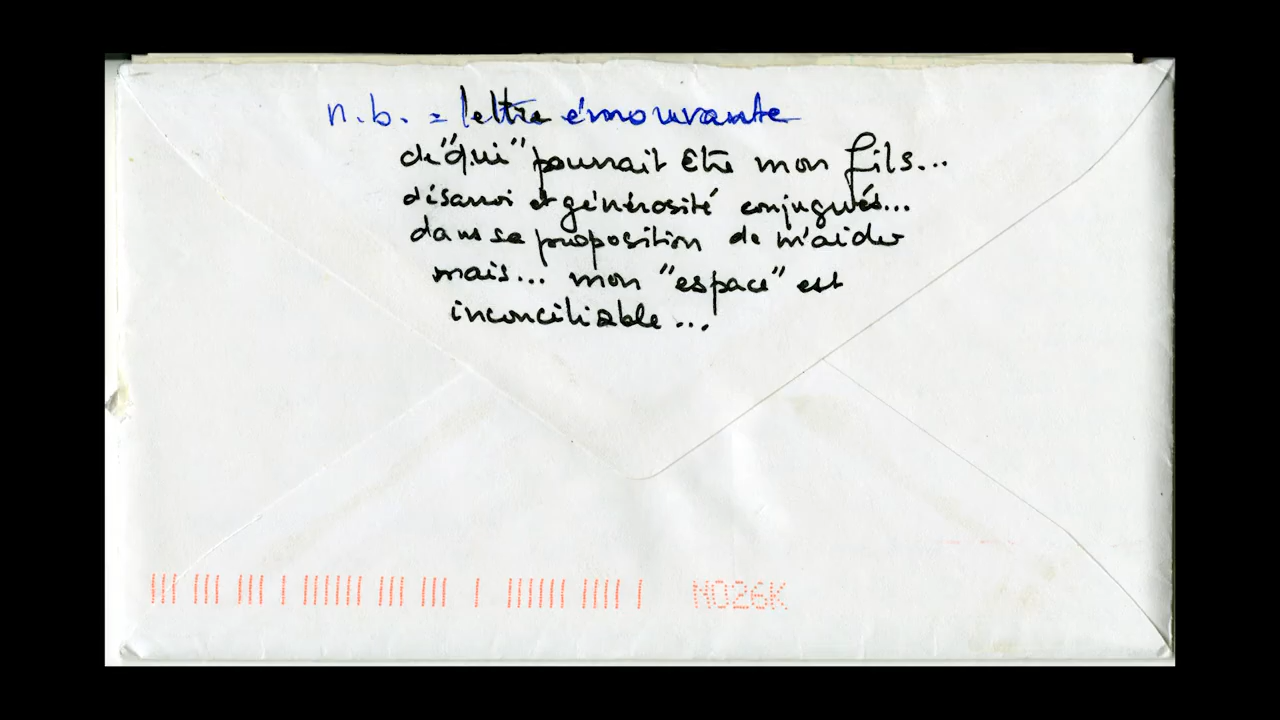 n.b. = lettre émouvante
de "qui" pourrait être mon fils...
désarroi et générosité conjugués...
dans sa proposition de m'aider
mais... mon "espace" est
inconciliable...
NO26K